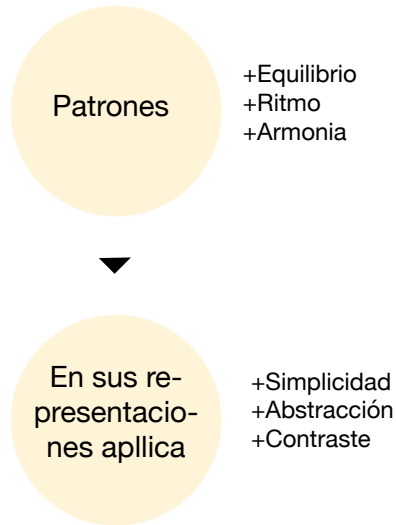 Patrones
+Equilibrio
+Ritmo
+Armonia
En sus re-
presentacio-
nes apllica
+Simplicidad
+Abstracción
+Contraste